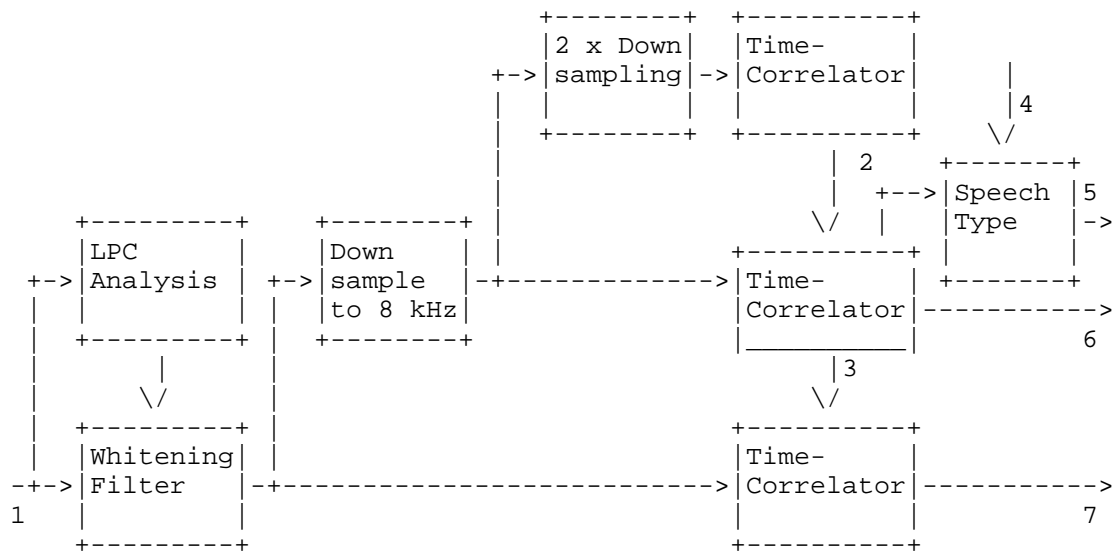 2 x Down
sampling
Time-
Correlator
4
2
Speech
Type
5
LPC
Analysis
Down
sample
to 8 kHz
Time-
Correlator
6
3
Whitening
Filter
Time-
Correlator
1
7